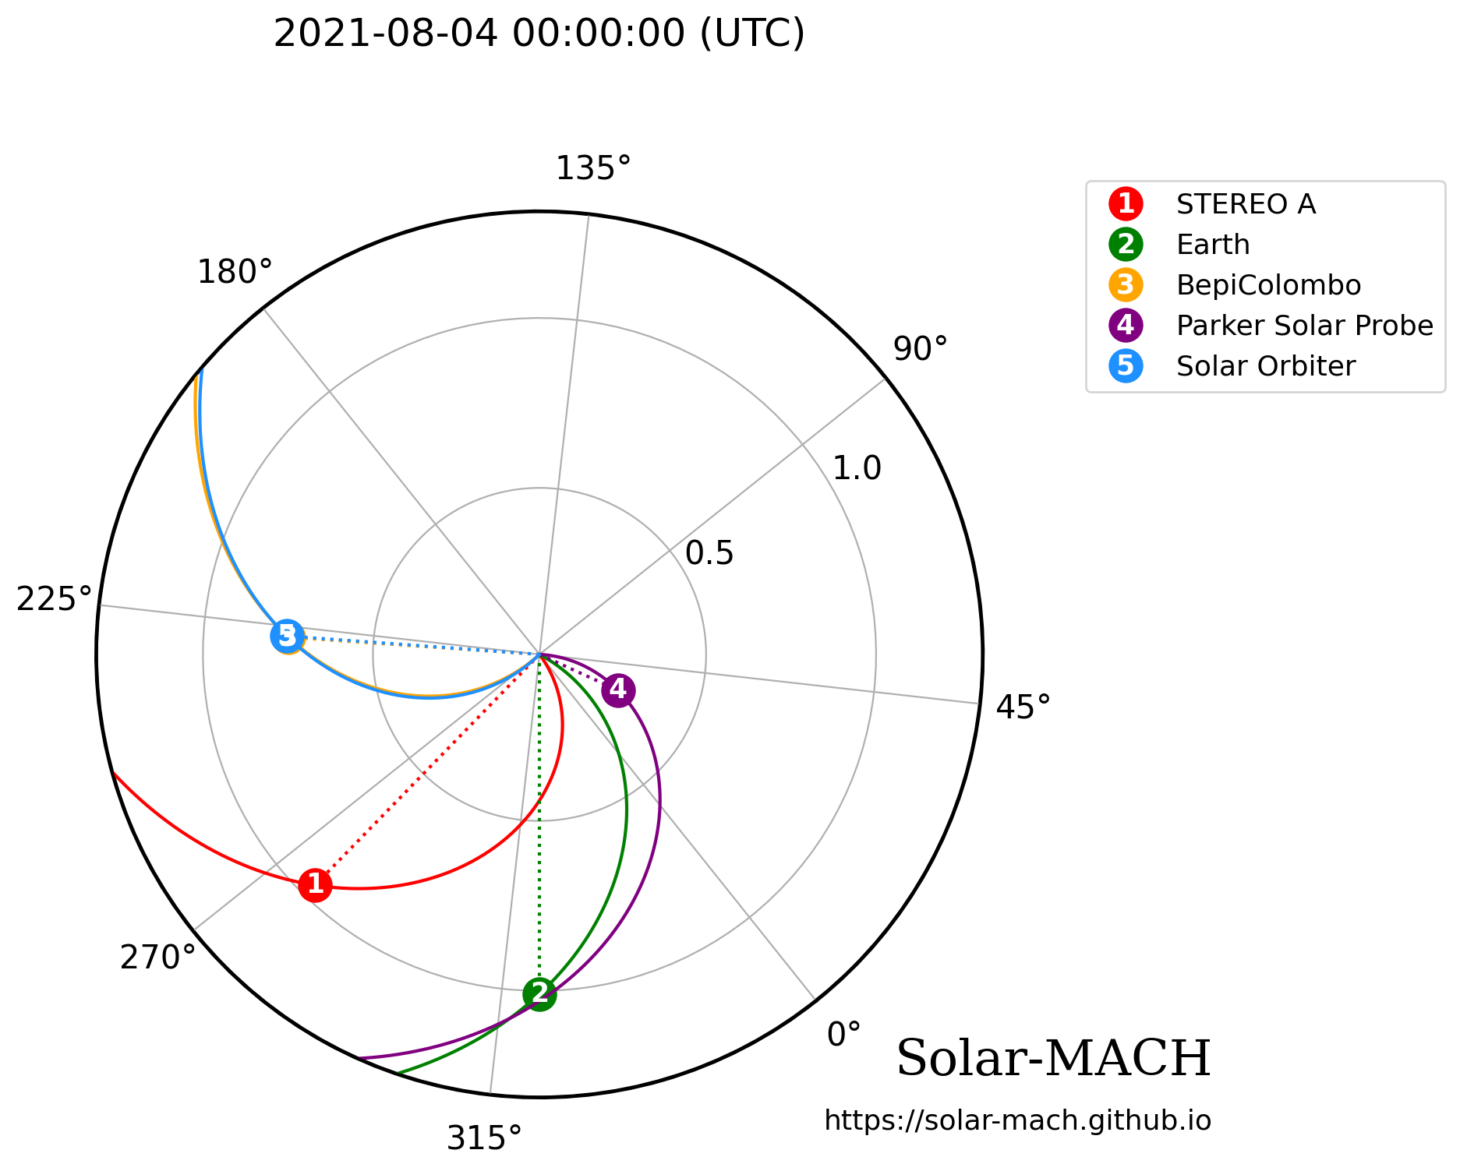 2021-08-04 00:00:00 (UTC)
135°
180°
90°
1.0
0.5
225°
45°
270°
0°
315°
1 STEREO A
2 Earth
3 BepiColombo
4 Parker Solar Probe
5 Solar Orbiter
3
4
1
2
Solar-MACH
https://solar-mach.github.io